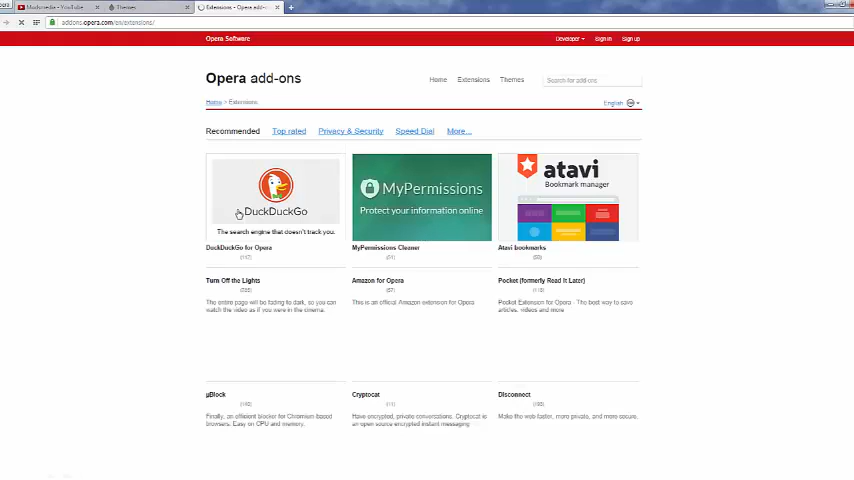 Modsmedia - YouTube
Themes
Extensions - Opera add-on
addons.opera.com/en/extensions/
Opera Software
Developer
Sign in
Sign up
Opera add-ons
Home
Extensions
Themes
Search for add-ons
Home > Extensions
English
Recommended
Top rated
Privacy & Security
Speed Dial
More...
DuckDuckGo
The search engine that doesn't track you.
MyPermissions
Protect your information online
atavi
Bookmark manager
DuckDuckGo for Opera
MyPermissions Cleaner
Atavi bookmarks
Turn Off the Lights
Amazon for Opera
(57)
Pocket (formerly Read It Later)
The entire page will be fading to dark, so you can
watch the video as if you were in the cinema.
This is an official Amazon extension for Opera
Pocket Extension for Opera - The best way to save
articles, videos and more
µBlock
Cryptocat
Disconnect
Finally, an efficient blocker for Chromium-based
browsers. Easy on CPU and memory.
Have encrypted, private conversations. Cryptocat is
an open source encrypted instant messaging
Make the web faster, more private, and more secure.